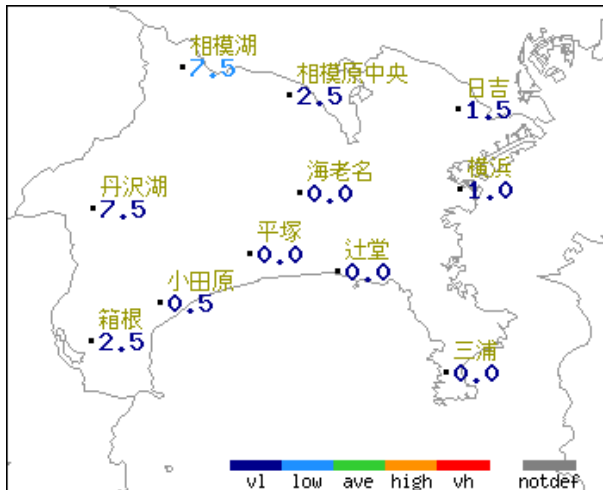 相模湖
7.5
相模原中央
2.5
日吉
1.5
海老名
0.0
横浜
1.0
丹沢湖
7.5
平塚
0.0
辻堂
0.0
小田原
0.5
箱根
2.5
三浦
0.0
vl low ave high vh notdef